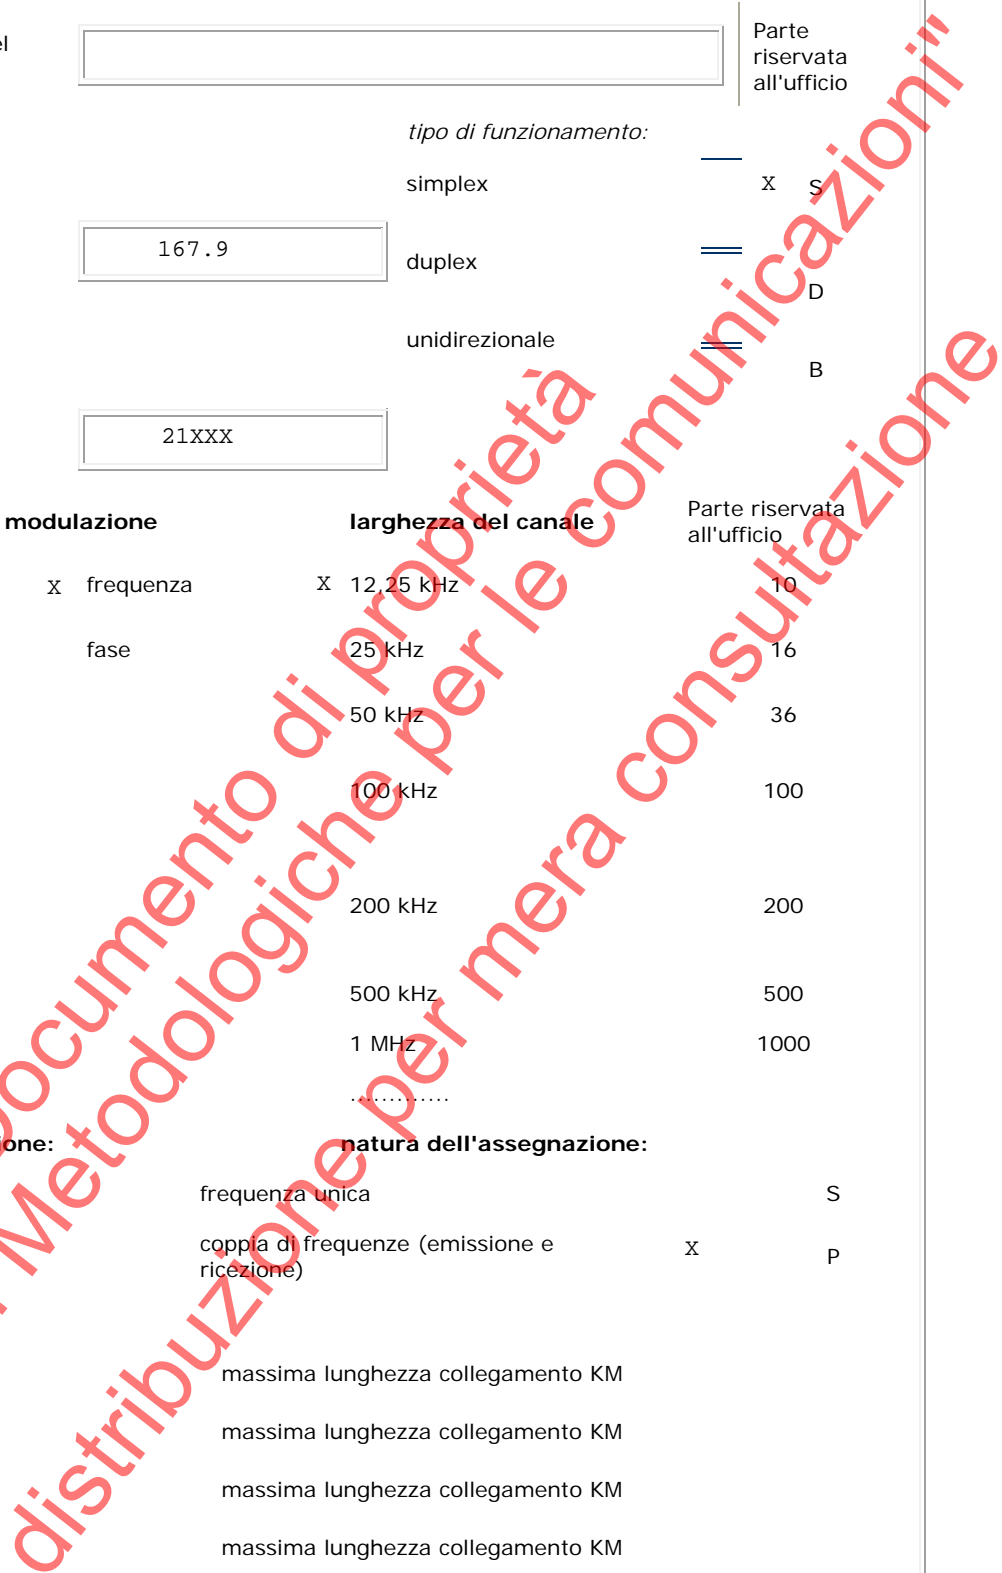 el
Parte
riservata
all'ufficio
tipo di funzionamento:
simplex X S
167.9
duplex
D
unidirezionale
B
21XXX
modulazione larghezza del canale Parte riservata
all'ufficio
X frequenza X 12,25 kHz 10
fase 25 kHz 16
50 kHz 36
100 kHz 100
200 kHz 200
500 kHz 500
1 MHz 1000
.............
ione: natura dell'assegnazione:
frequenza unica S
coppia di frequenze (emissione e
ricezione) X P
massima lunghezza collegamento KM
massima lunghezza collegamento KM
massima lunghezza collegamento KM
massima lunghezza collegamento KM
Documento di proprietà
Metodologiche per le comunicazioni"
distribuzione per mera consultazione